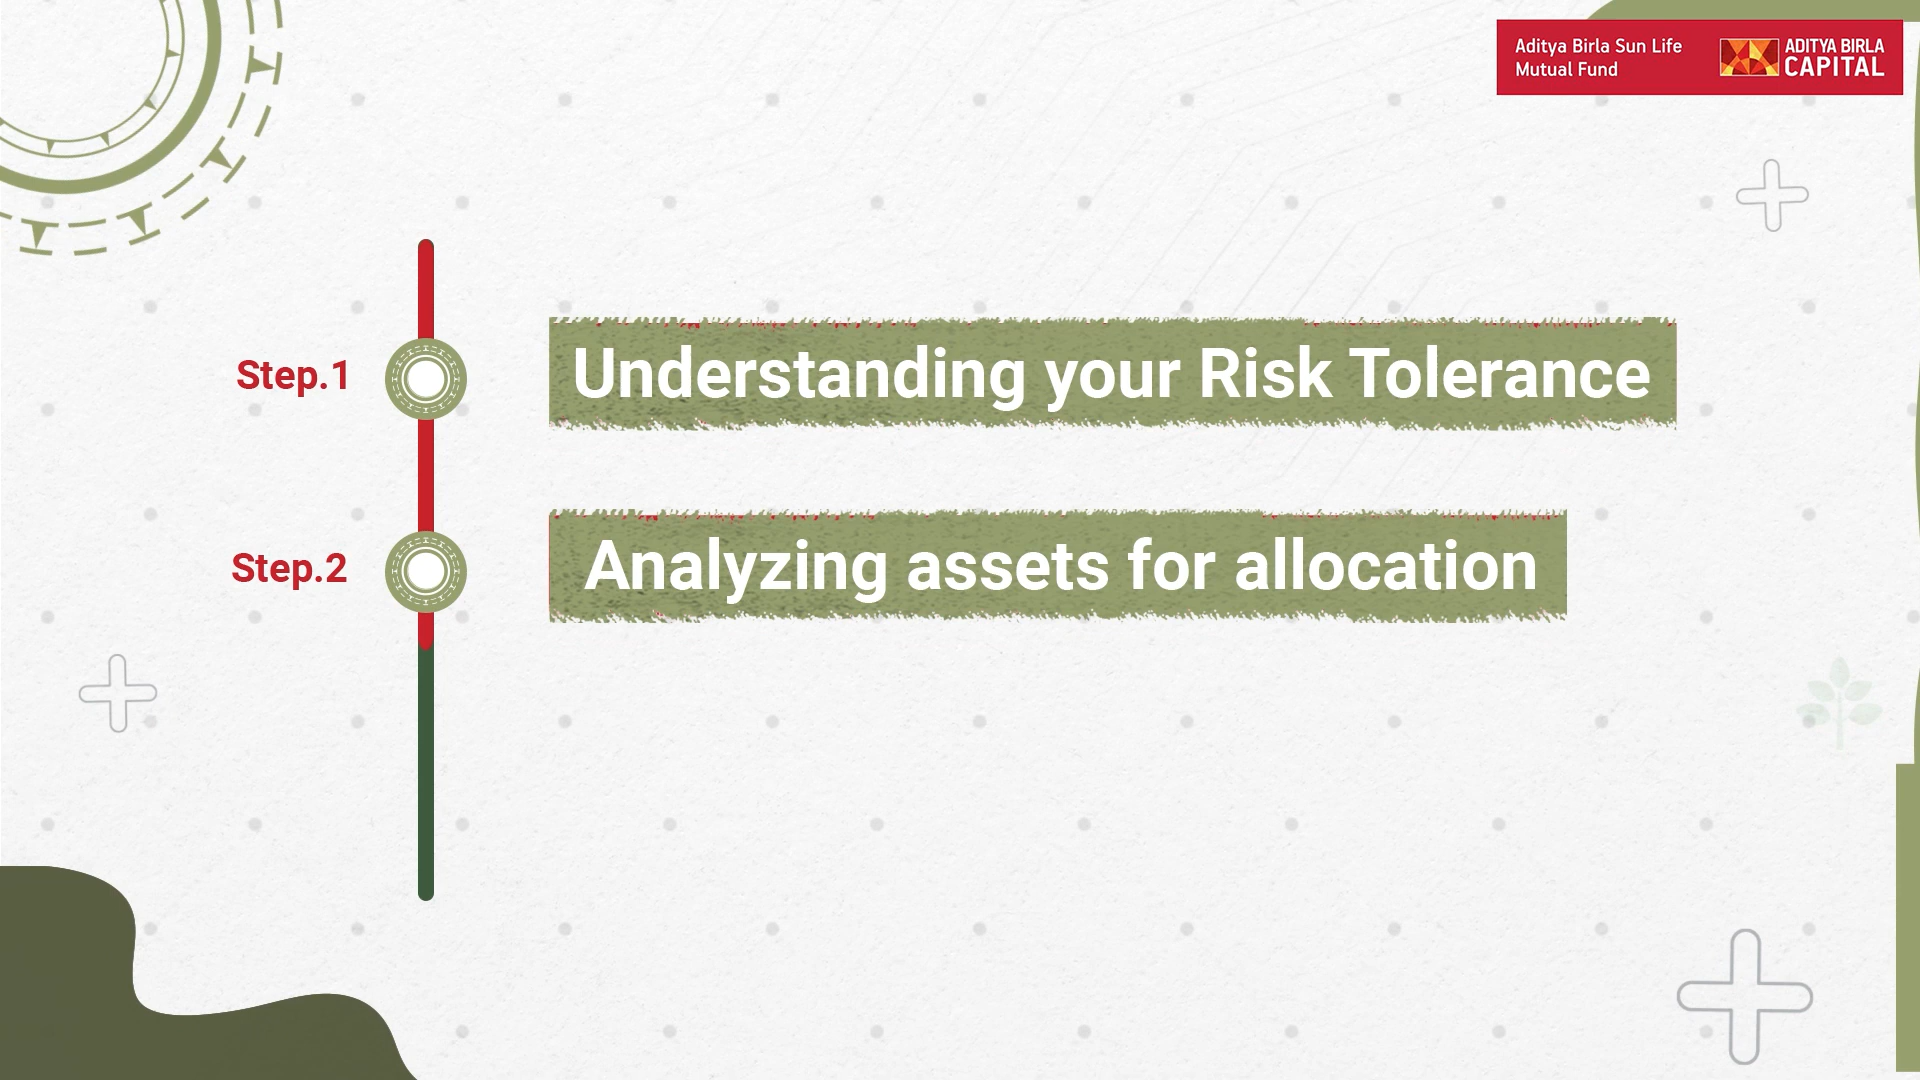 Aditya Birla Sun Life
Mutual Fund
ADITYA BIRLA
CAPITAL
Step.1
Understanding your Risk Tolerance
Step.2
Analyzing assets for allocation